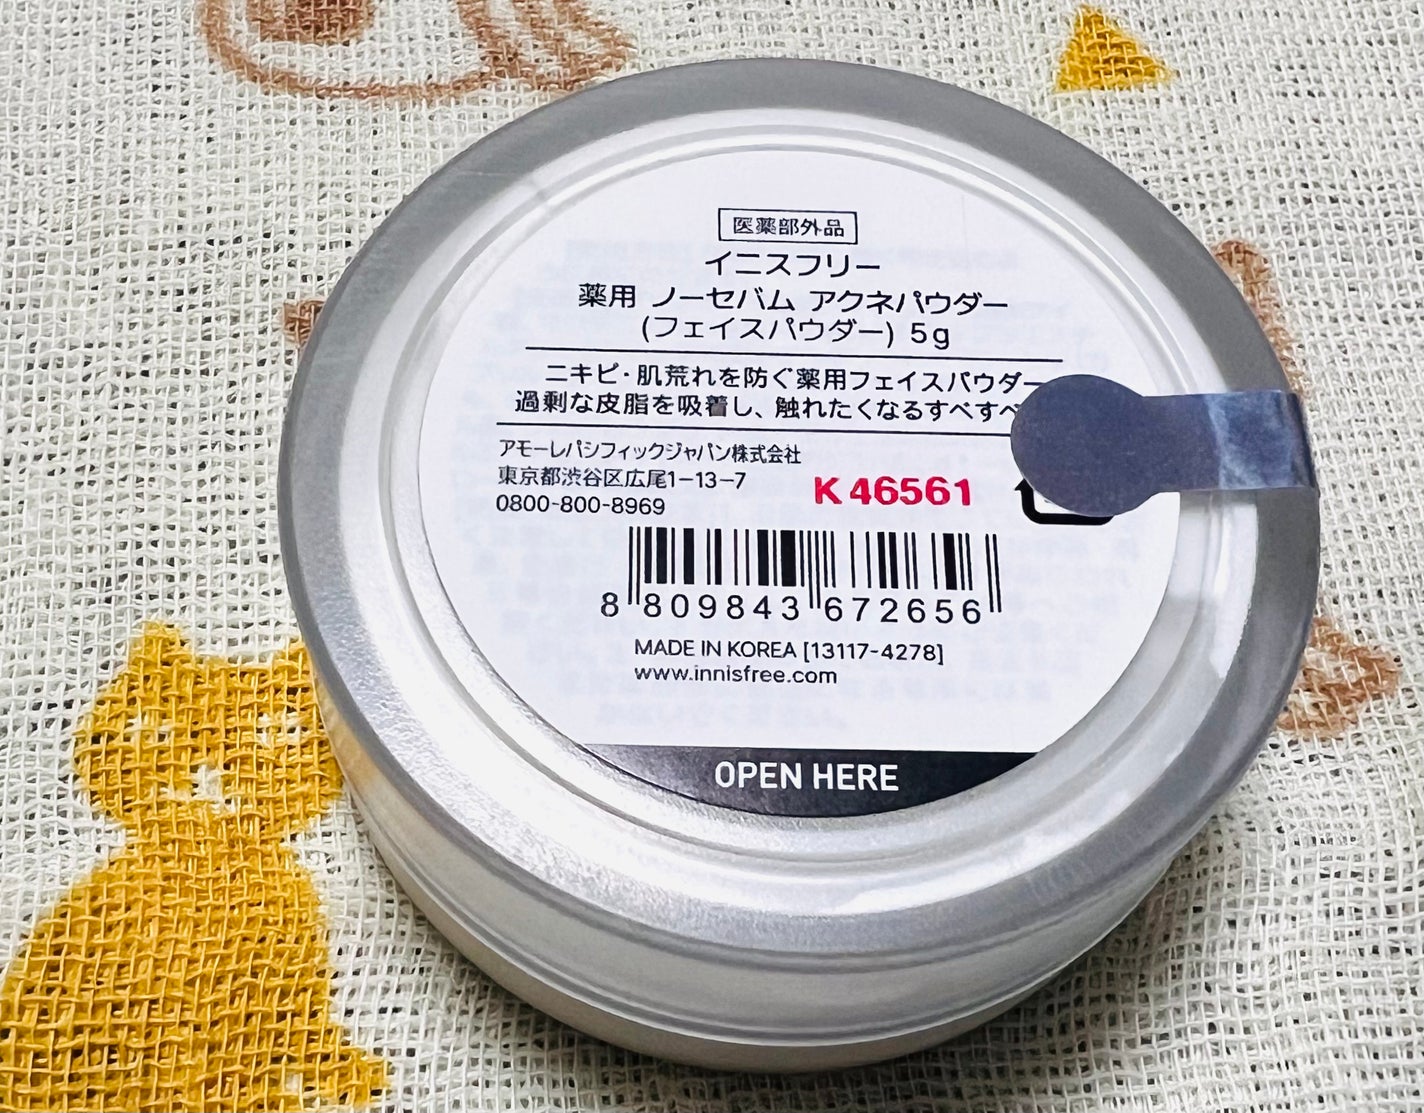 医薬部外品
イニスフリー
薬用 ノーセバム アクネパウダー
(フェイスパウダー) 5g
ニキビ・肌荒れを防ぐ薬用フェイスパウダー
過剰な皮脂を吸着し、触れたくなるすべすべ
アモーレパシフィックジャパン株式会社
東京都渋谷区広尾1-13-7
0800-800-8969
K 46561
8 809843 672656
MADE IN KOREA [13117-4278]
www.innisfree.com
OPEN HERE